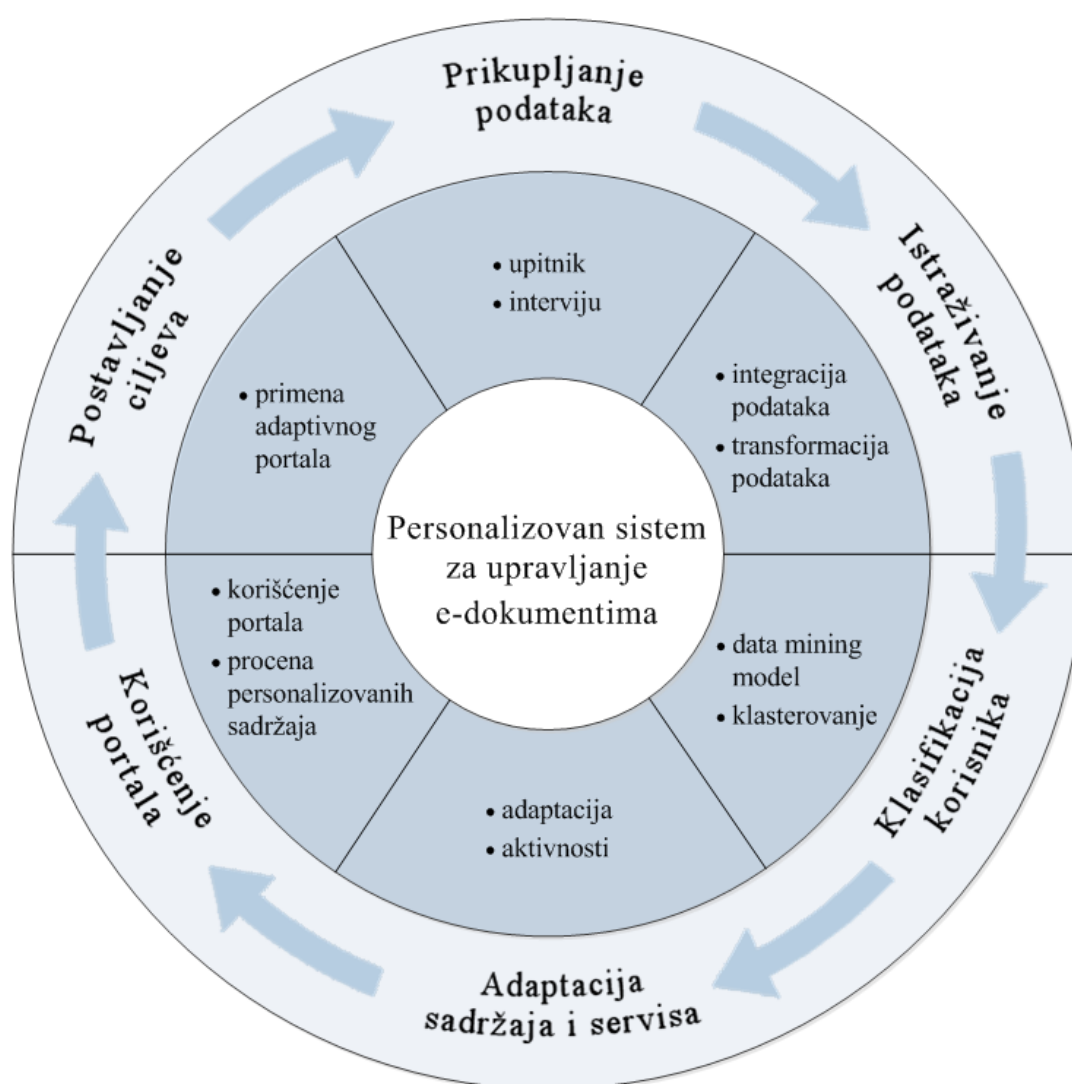 Prikupljanje
podataka
Istraživanje
podataka
Klasifikacija
korisnika
Adaptacija
sadržaja i servisa
Korišćenje
portala
Postavljanje
ciljeva
• upitnik
• interviju
• integracija
podataka
• transformacija
podataka
• data mining
model
• klasterovanje
• adaptacija
• aktivnosti
• korišćenje
portala
• procena
personalizovanih
sadržaja
• primena
adaptivnog
portala
Personalizovan sistem
za upravljanje
e-dokumentima